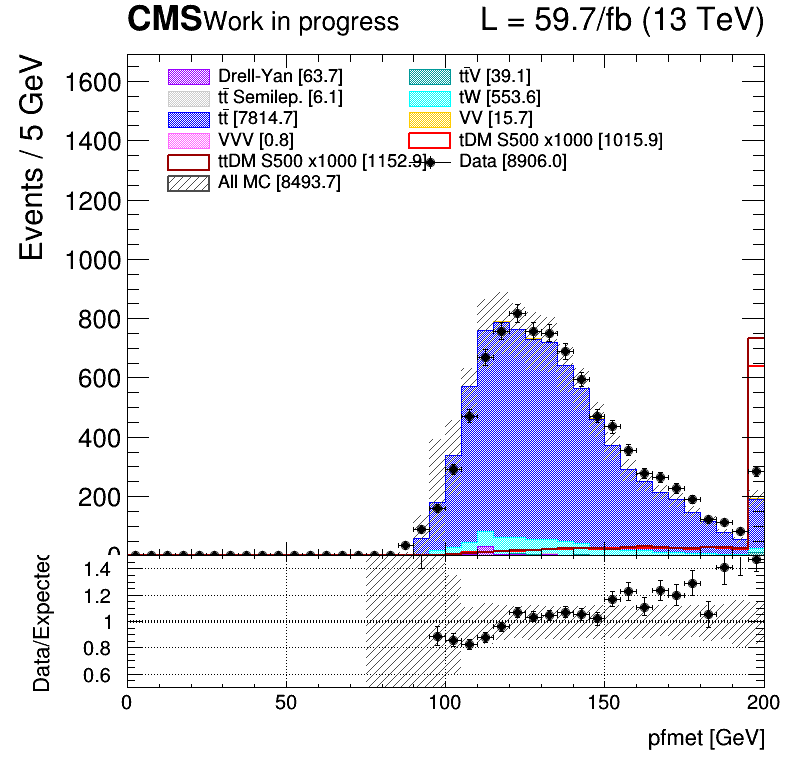 CMS Work in progress L = 59.7/fb (13 TeV)
Events / 5 GeV
1600
1400
1200
1000
800
600
400
200
0
Drell-Yan [63.7]
tt̄ Semilep. [6.1]
tt̄ [7814.7]
VVV [0.8]
ttDM S500 x1000 [1152.9]
All MC [8493.7]
tt̄V [39.1]
tW [553.6]
VV [15.7]
tDM S500 x1000 [1015.9]
Data [8906.0]
Data/Expected
1.4
1.2
1
0.8
0.6
0 50 100 150 200
pfmet [GeV]